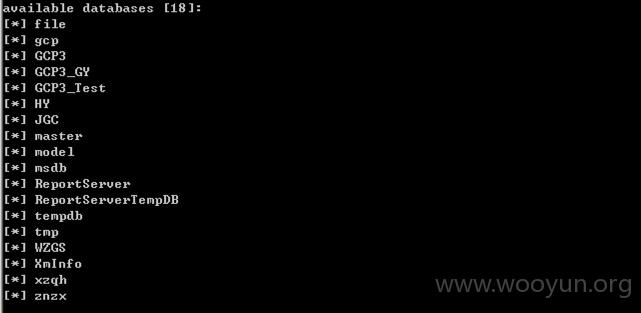 available databases [18]:
[*] file
[*] gcp
[*] GCP3
[*] GCP3_GY
[*] GCP3_Test
[*] HY
[*] JGC
[*] master
[*] model
[*] msdb
[*] ReportServer
[*] ReportServerTempDB
[*] tempdb
[*] tmp
[*] WZGS
[*] XmInfo
[*] xzqh
[*] znzx
www.wooyun.org